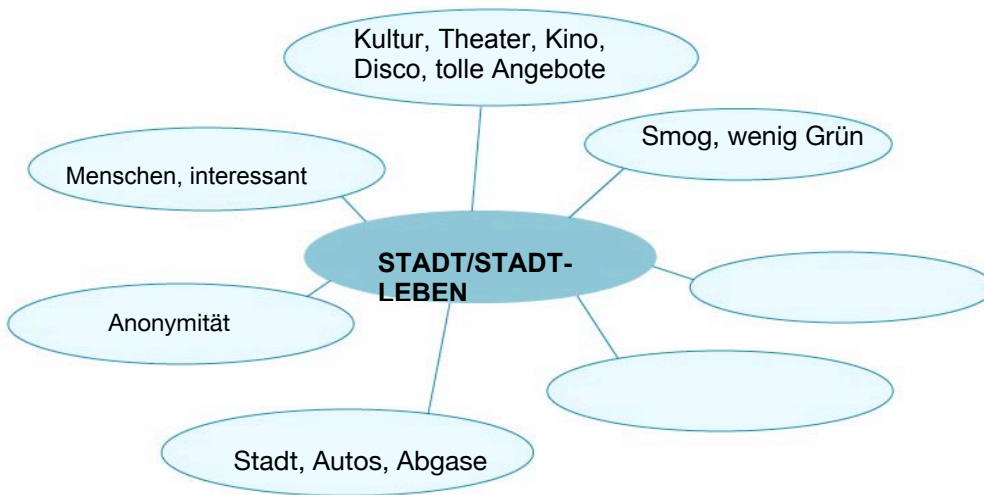 Kultur, Theater, Kino,
Disco, tolle Angebote
Smog, wenig Grün
Menschen, interessant
STADT/STADT-
LEBEN
Anonymität
Stadt, Autos, Abgase